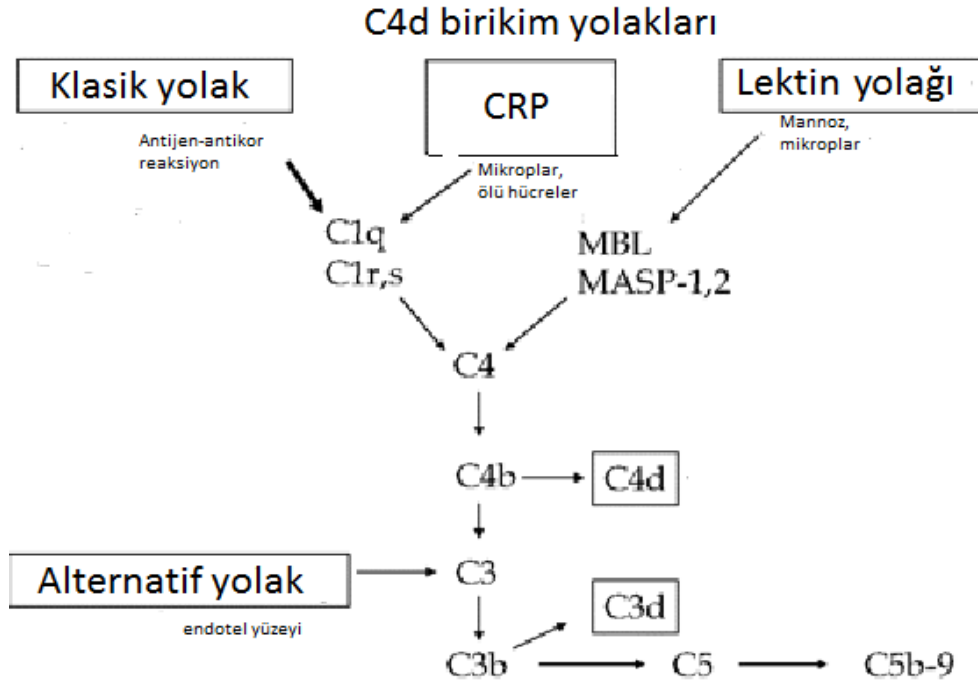 C4d birikim yolakları
Klasik yolak
CRP
Lektin yolağı
Antijen-antikor
reaksiyon
Mikroplar,
ölü hücreler
Mannoz,
mikroplar
C1q
C1r,s
MBL
MASP-1,2
C4
C4b
C4d
Alternatif yolak
endotel yüzeyi
C3
C3d
C3b
C5
C5b-9